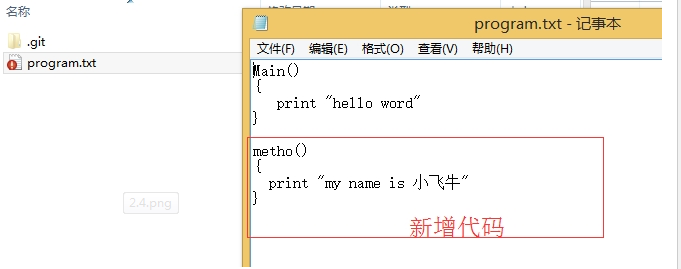 名称
.git
program.txt
2.4.png
program.txt - 记事本
文件(F) 编辑(E) 格式(O) 查看(V) 帮助(H)
Main()
{
print "hello word"
}
metho()
{
print "my name is 小飞牛"
}
新增代码